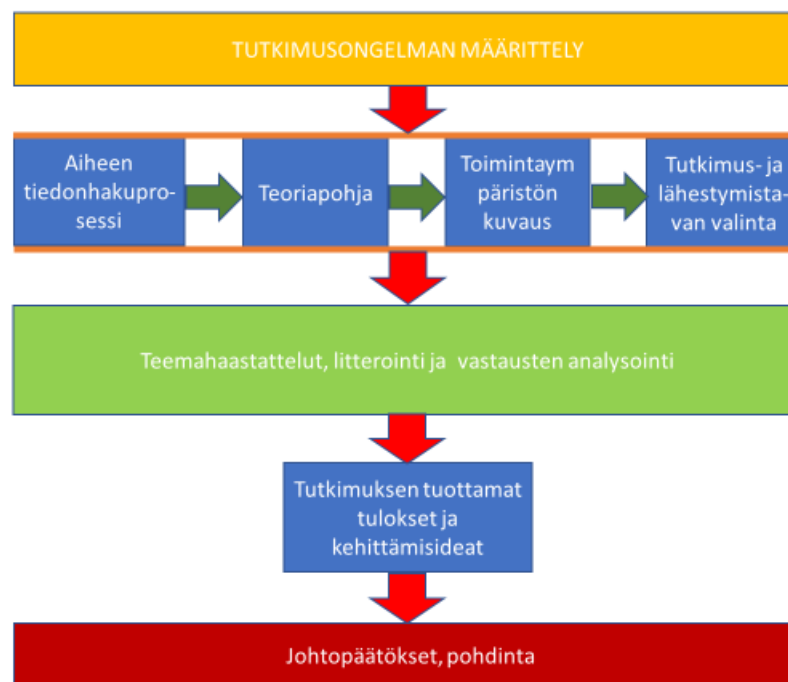 TUTKIMUSONGELMAN MÄÄRITTELY
Aiheen
tiedonhakupro-
sessi
Teoriapohja
Toimintaym
päristön
kuvaus
Tutkimus- ja
lähestymista-
van valinta
Teemahaastattelut, litterointi ja  vastausten analysointi
Tutkimuksen tuottamat
tulokset ja
kehittämisideat
Johtopäätökset, pohdinta